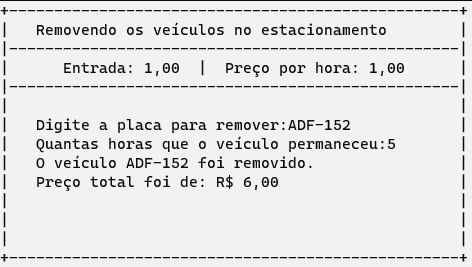 Removendo os veículos no estacionamento
Entrada: 1,00 | Preço por hora: 1,00
Digite a placa para remover:ADF-152
Quantas horas que o veículo permaneceu:5
O veículo ADF-152 foi removido.
Preço total foi de: R$ 6,00